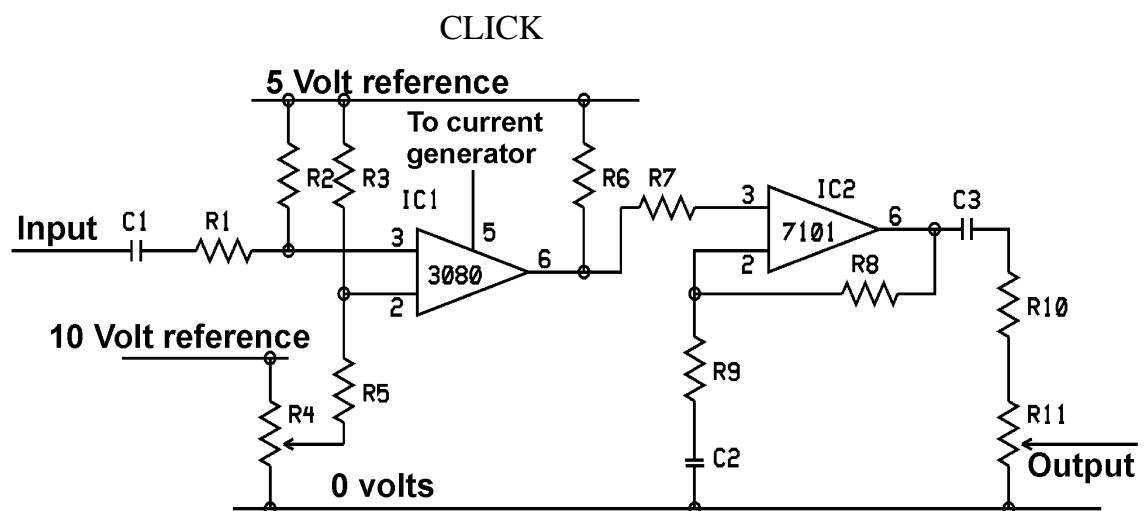 CLICK
5 Volt reference
To current
generator
R2
R3
R6
R7
IC1
IC2
C3
Input
C1
R1
3
5
3080
6
2
3
7101
6
2
R8
R10
10 Volt reference
R9
R4
R5
R11
C2
Output
0 volts